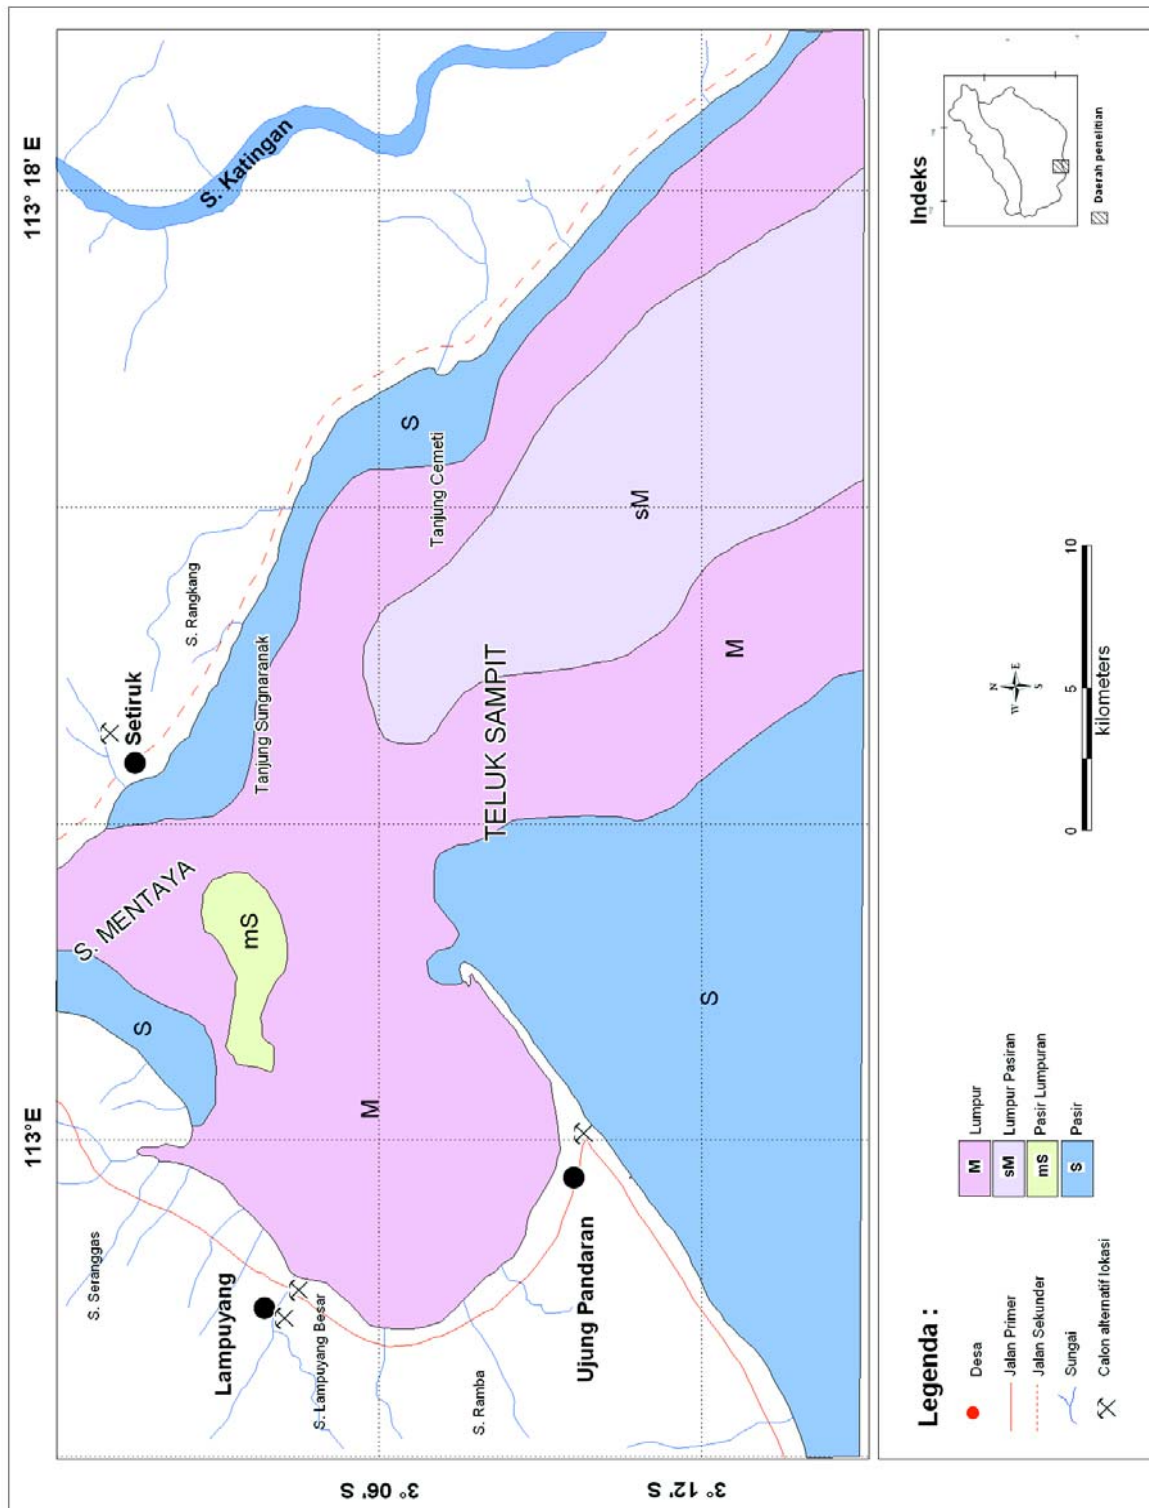 113° E
113° 18' E
3° 06' S
3° 12' S
S. Seranggas
Lampuyang
S. Lampuyang Besar
S. Ramba
Ujung Pandaran
S. MENTAYA
Setiruk
S. Rangkang
S. Katingan
Tanjung Sungnaranak
Tanjung Cemeti
TELUK SAMPIT
S
mS
M
S
sM
M
S
Legenda :
Desa
Jalan Primer
Jalan Sekunder
Sungai
Calon alternatif lokasi
M Lumpur
sM Lumpur Pasiran
mS Pasir Lumpuran
S Pasir
N
W E
S
0 5 10
kilometers
Indeks
Daerah penelitian